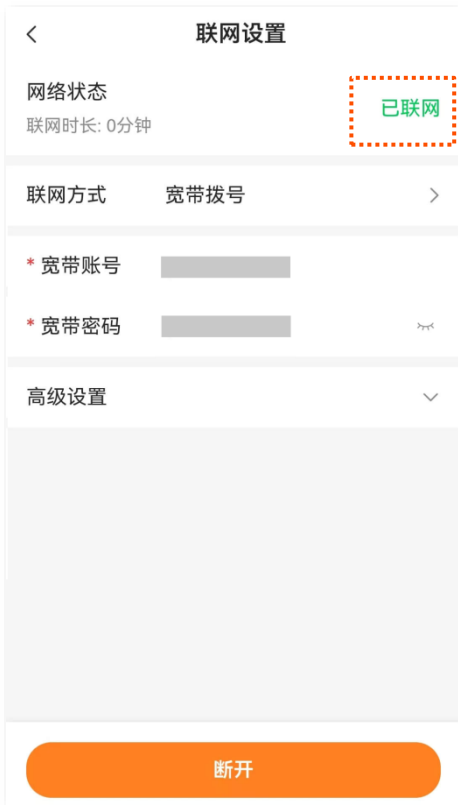 联网设置
网络状态
已联网
联网时长: 0分钟
联网方式 宽带拨号
* 宽带账号
* 宽带密码
高级设置
断开